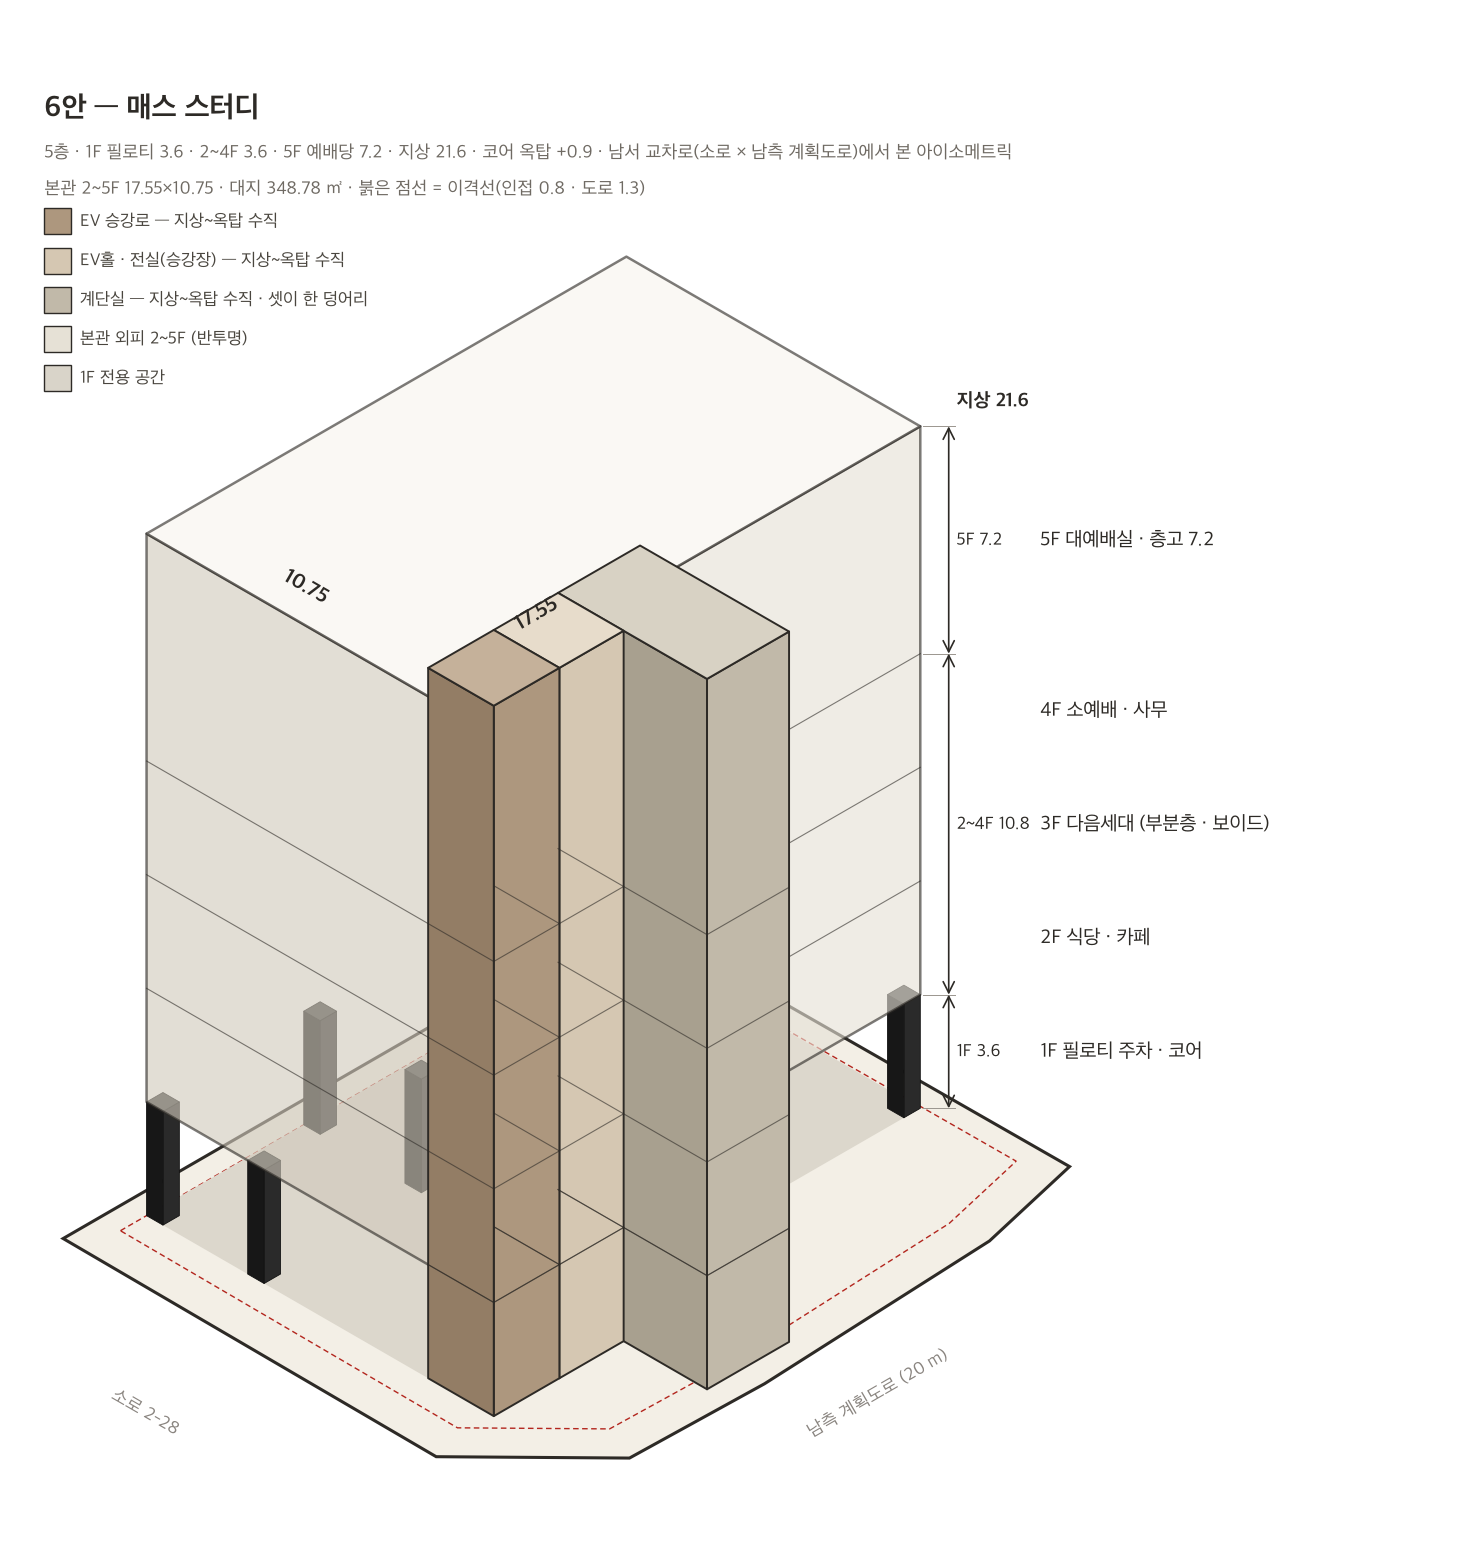 6안 — 매스 스터디
5층 · 1F 필로티 3.6 · 2~4F 3.6 · 5F 예배당 7.2 · 지상 21.6 · 코어 옥탑 +0.9 · 남서 교차로(소로 × 남측 계획도로)에서 본 아이소메트릭
본관 2~5F 17.55×10.75 · 대지 348.78 ㎡ · 붉은 점선 = 이격선(인접 0.8 · 도로 1.3)
EV 승강로 — 지상~옥탑 수직
EV홀 · 전실(승강장) — 지상~옥탑 수직
계단실 — 지상~옥탑 수직 · 셋이 한 덩어리
본관 외피 2~5F (반투명)
1F 전용 공간
지상 21.6
5F 7.2 5F 대예배실 · 층고 7.2
10.75
17.55
4F 소예배 · 사무
2~4F 10.8 3F 다음세대 (부분층 · 보이드)
2F 식당 · 카페
1F 3.6 1F 필로티 주차 · 코어
소로 2-28
남측 계획도로 (20 m)